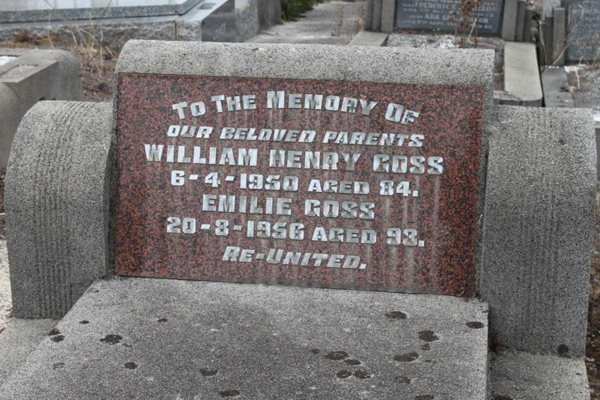 To The Memory Of
Our Beloved Parents
William Henry Goss
6-4-1950 Aged 84.
Emilie Goss
20-8-1956 Aged 93.
Re-United.